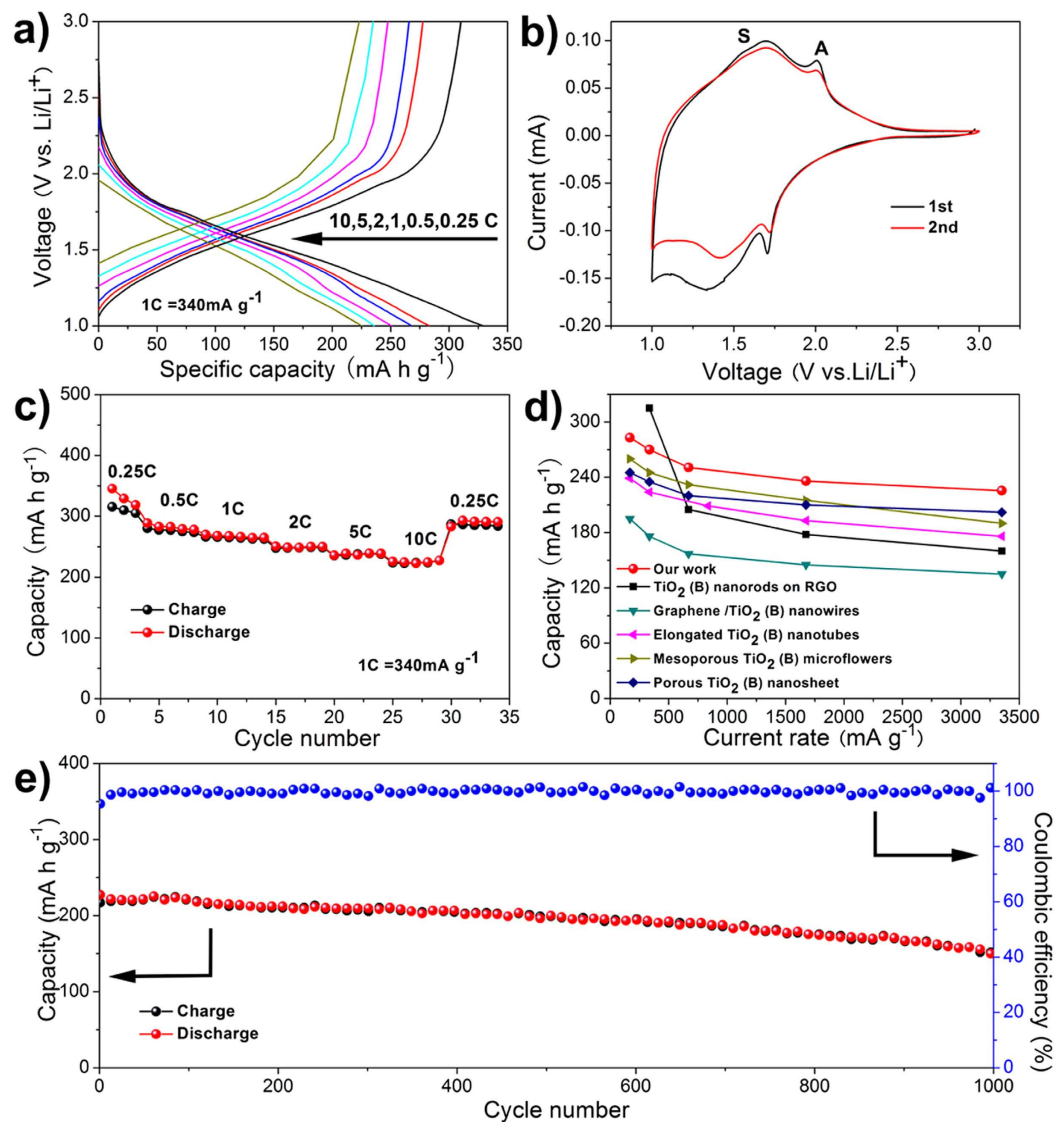 a)
3.0
2.5
2.0
1.5
1.0
Voltage (V vs. Li/Li⁺)
10,5,2,1,0.5,0.25 C
1C =340mA g⁻¹
0 50 100 150 200 250 300 350
Specific capacity (mA h g⁻¹)
b)
0.10
0.05
0.00
-0.05
-0.10
-0.15
-0.20
Current (mA)
S
A
1st
2nd
1.0 1.5 2.0 2.5 3.0
Voltage (V vs.Li/Li⁺)
c)
500
400
300
200
100
0
Capacity (mA h g⁻¹)
0.25C
0.5C
1C
2C
5C
10C
0.25C
Charge
Discharge
1C =340mA g⁻¹
0 5 10 15 20 25 30 35
Cycle number
d)
300
240
180
120
60
0
Capacity (mA h g⁻¹)
Our work
TiO₂ (B) nanorods on RGO
Graphene /TiO₂ (B) nanowires
Elongated TiO₂ (B) nanotubes
Mesoporous TiO₂ (B) microflowers
Porous TiO₂ (B) nanosheet
0 500 1000 1500 2000 2500 3000 3500
Current rate (mA g⁻¹)
e)
400
300
200
100
0
Capacity (mA h g⁻¹)
Charge
Discharge
100
80
60
40
20
0
Coulombic efficiency (%)
0 200 400 600 800 1000
Cycle number